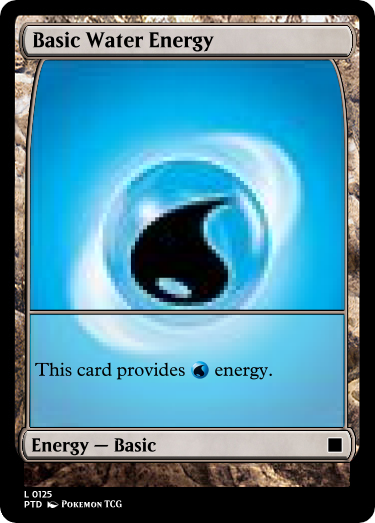 Basic Water Energy
This card provides energy.
Energy — Basic
L 0125
PTD Pokemon TCG